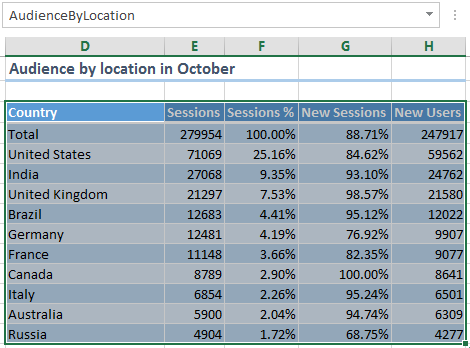 AudienceByLocation
D E F G H
Audience by location in October
Country Sessions Sessions % New Sessions New Users
Total 279954 100.00% 88.71% 247917
United States 71069 25.16% 84.62% 59562
India 27068 9.35% 93.10% 24762
United Kingdom 21297 7.53% 98.57% 21580
Brazil 12683 4.41% 95.12% 12022
Germany 12481 4.19% 76.92% 9907
France 11148 3.66% 82.35% 9077
Canada 8789 2.90% 100.00% 8641
Italy 6854 2.26% 95.24% 6501
Australia 5900 2.04% 94.74% 6309
Russia 4904 1.72% 68.75% 4277